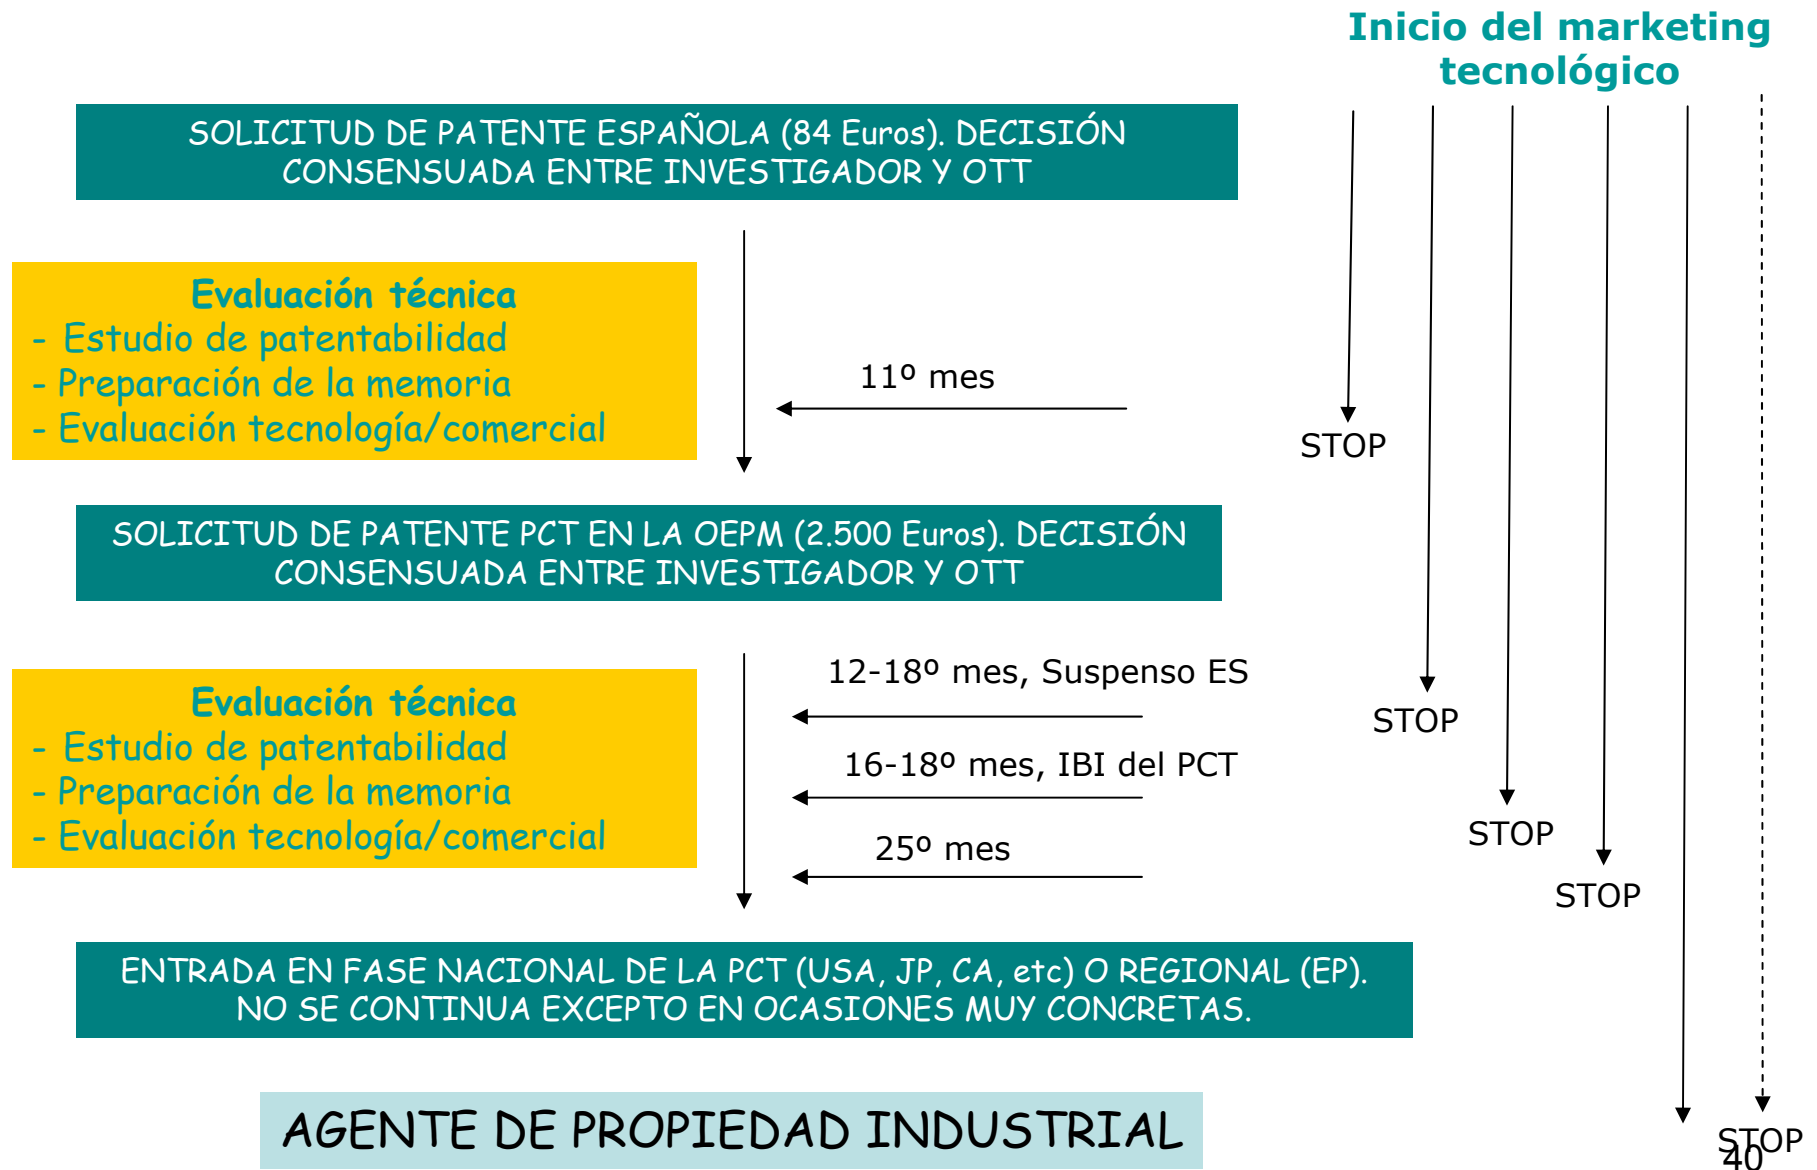 Inicio del marketing
tecnológico
SOLICITUD DE PATENTE ESPAÑOLA (84 Euros). DECISIÓN
CONSENSUADA ENTRE INVESTIGADOR Y OTT
Evaluación técnica
- Estudio de patentabilidad
- Preparación de la memoria
- Evaluación tecnología/comercial
11º mes
STOP
SOLICITUD DE PATENTE PCT EN LA OEPM (2.500 Euros). DECISIÓN
CONSENSUADA ENTRE INVESTIGADOR Y OTT
Evaluación técnica
- Estudio de patentabilidad
- Preparación de la memoria
- Evaluación tecnología/comercial
12-18º mes, Suspenso ES
STOP
16-18º mes, IBI del PCT
STOP
25º mes
STOP
ENTRADA EN FASE NACIONAL DE LA PCT (USA, JP, CA, etc) O REGIONAL (EP).
NO SE CONTINUA EXCEPTO EN OCASIONES MUY CONCRETAS.
AGENTE DE PROPIEDAD INDUSTRIAL
STOP
40